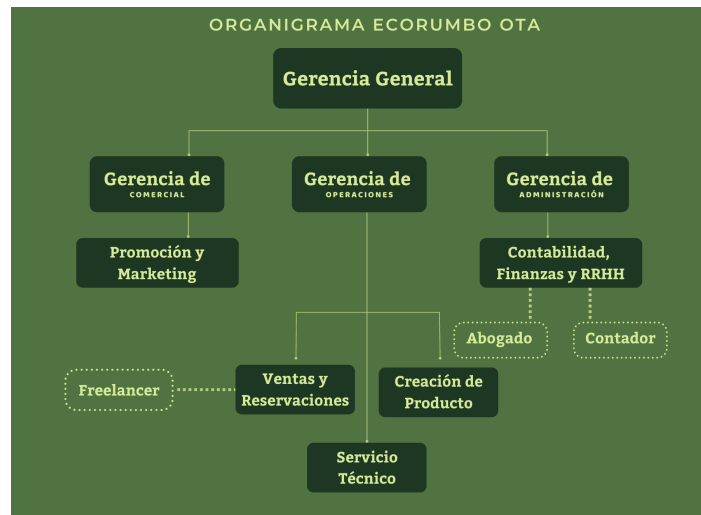 ORGANIGRAMA ECORUMBO OTA
Gerencia General
Gerencia de
COMERCIAL
Gerencia de
OPERACIONES
Gerencia de
ADMINISTRACIÓN
Promoción y
Marketing
Contabilidad,
Finanzas y RRHH
Abogado
Contador
Freelancer
Ventas y
Reservaciones
Creación de
Producto
Servicio
Técnico